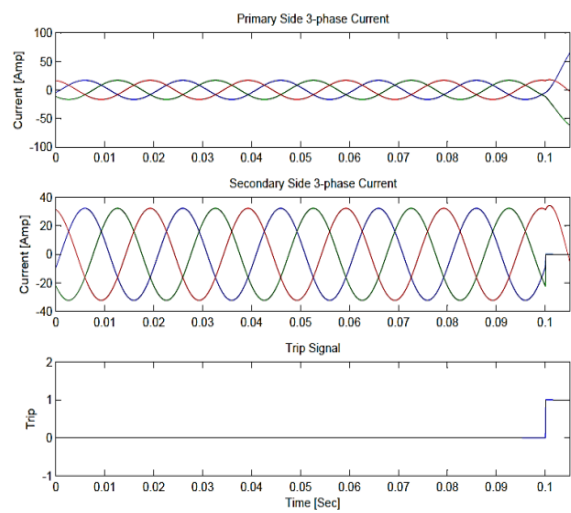 Primary Side 3-phase Current
100
50
0
-50
-100
Current [Amp]
0 0.01 0.02 0.03 0.04 0.05 0.06 0.07 0.08 0.09 0.1
Secondary Side 3-phase Current
40
20
0
-20
-40
Current [Amp]
0 0.01 0.02 0.03 0.04 0.05 0.06 0.07 0.08 0.09 0.1
Trip Signal
2
1
0
-1
Trip
0 0.01 0.02 0.03 0.04 0.05 0.06 0.07 0.08 0.09 0.1
Time [Sec]